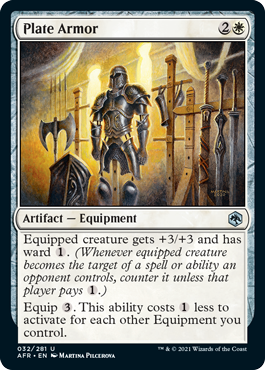 Plate Armor 2
Artifact — Equipment
Equipped creature gets +3/+3 and has
ward 1. (Whenever equipped creature
becomes the target of a spell or ability an
opponent controls, counter it unless that
player pays 1.)
Equip 3. This ability costs 1 less to
activate for each other Equipment you
control.
032/281 U
AFR • EN MARTINA PILCEROVA
™ & © 2021 Wizards of the Coast